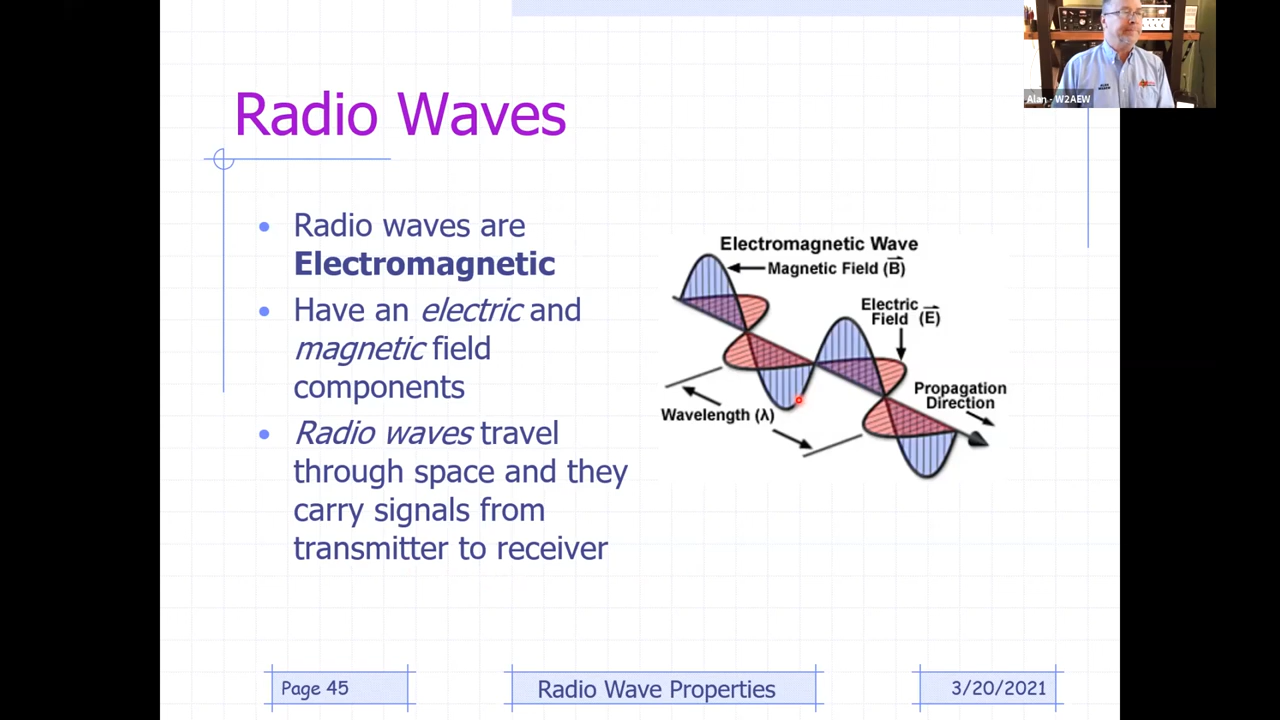 Alan - W2AEW
Radio Waves
• Radio waves are
Electromagnetic
• Have an electric and
magnetic field
components
• Radio waves travel
through space and they
carry signals from
transmitter to receiver
Electromagnetic Wave
Magnetic Field (B)
Electric
Field (E)
Propagation
Direction
Wavelength (λ)
Page 45
Radio Wave Properties
3/20/2021